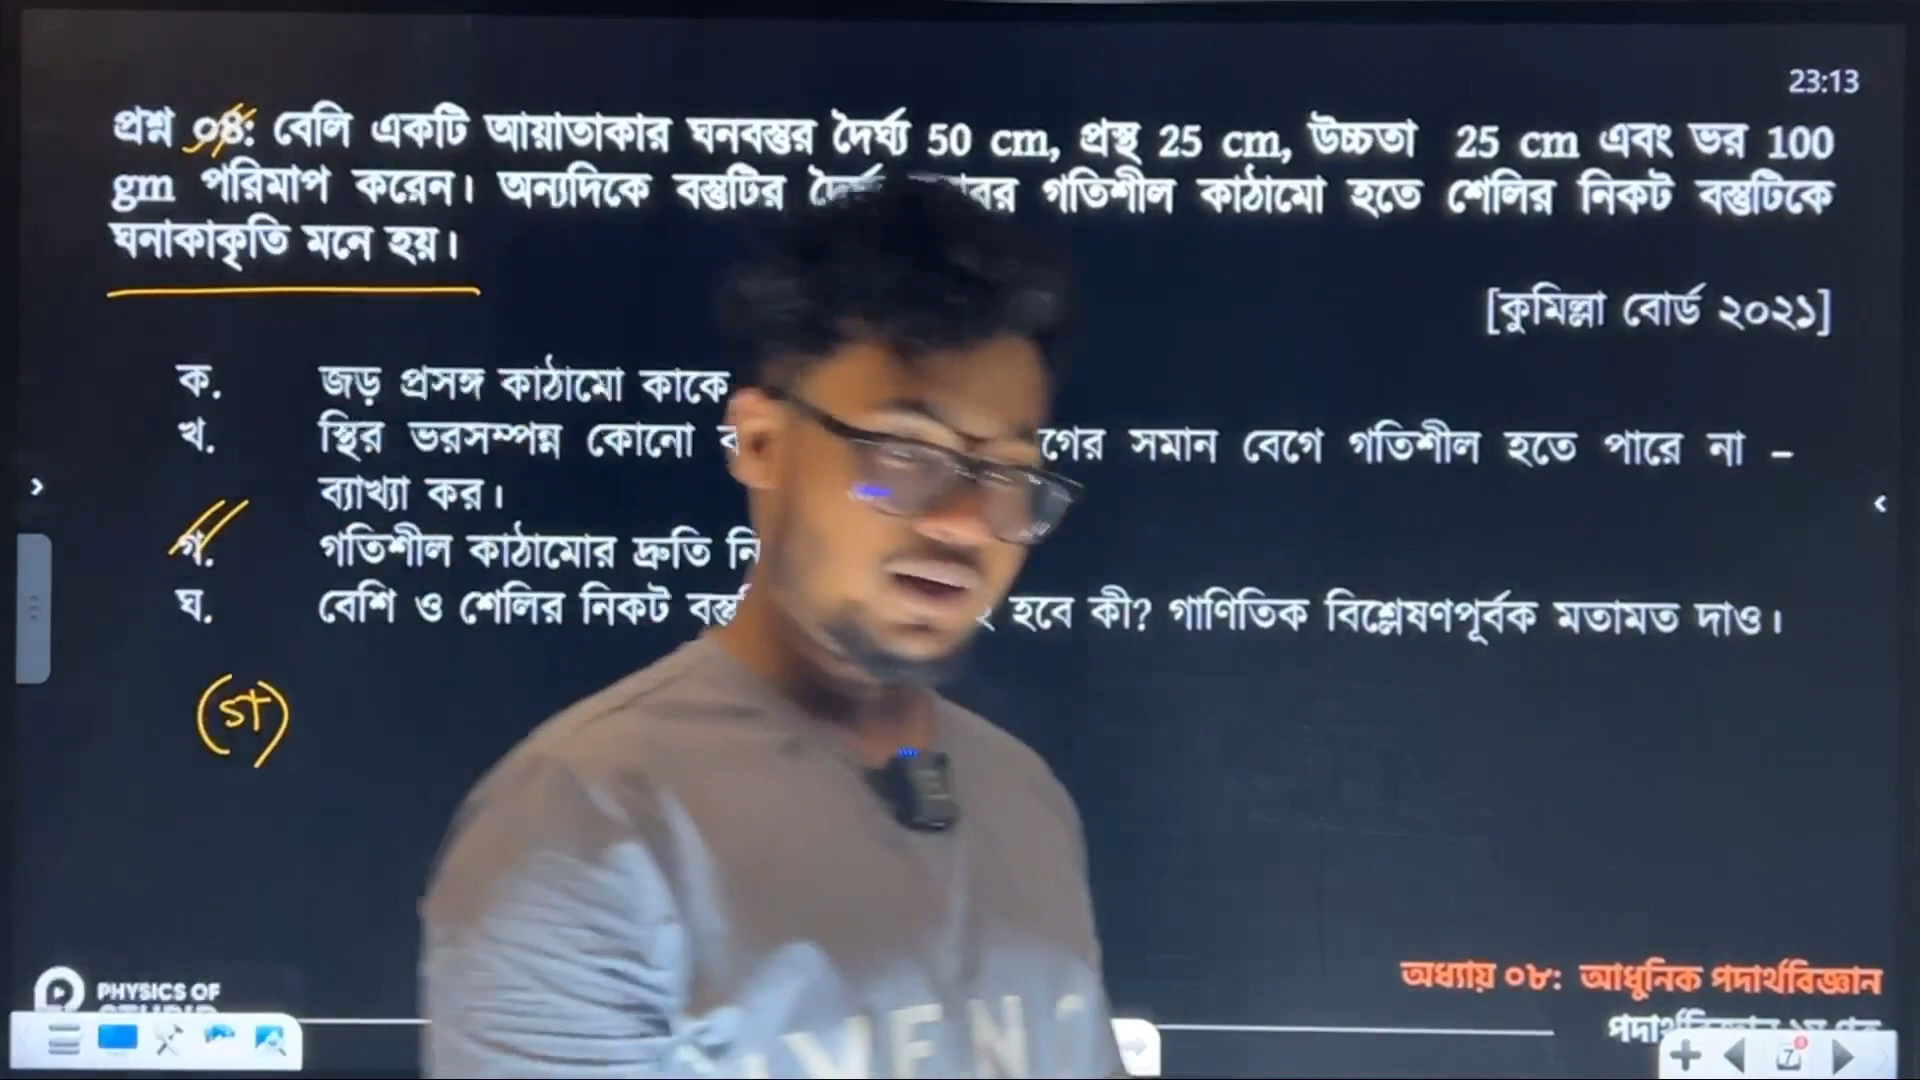 23:13
প্রশ্ন ০৪: বেলি একটি আয়াতাকার ঘনবস্তুর দৈর্ঘ্য 50 cm, প্রস্থ 25 cm, উচ্চতা 25 cm এবং ভর 100
gm পরিমাপ করেন। অন্যদিকে বস্তুটির গতিশীল কাঠামো হতে শেলির নিকট বস্তুটিকে
ঘনাকাকৃতি মনে হয়।
[কুমিল্লা বোর্ড ২০২১]
ক. জড় প্রসঙ্গ কাঠামো কাকে
খ. স্থির ভরসম্পন্ন কোনো সমান বেগে গতিশীল হতে পারে না –
ব্যাখ্যা কর।
গ. গতিশীল কাঠামোর দ্রুতি
ঘ. বেশি ও শেলির নিকট হবে কী? গাণিতিক বিশ্লেষণপূর্বক মতামত দাও।
(গ)
অধ্যায় ০৮: আধুনিক পদার্থবিজ্ঞান
PHYSICS OF